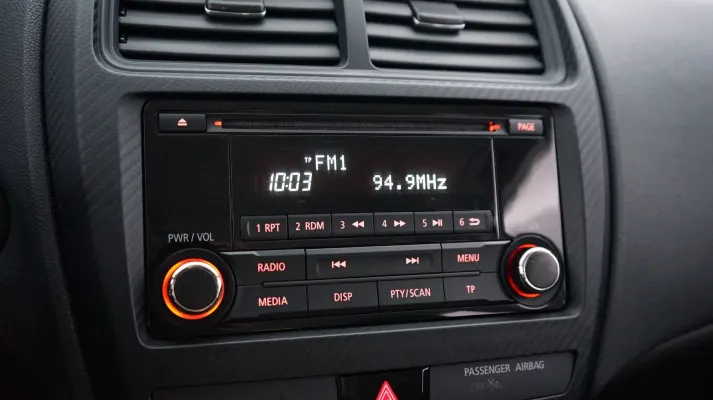 PAGE
TP FM1
10:03 94.9MHz
1 RPT 2 RDM 3 4 5 6
PWR / VOL
RADIO MENU
MEDIA DISP PTY/SCAN TP
PASSENGER AIRBAG